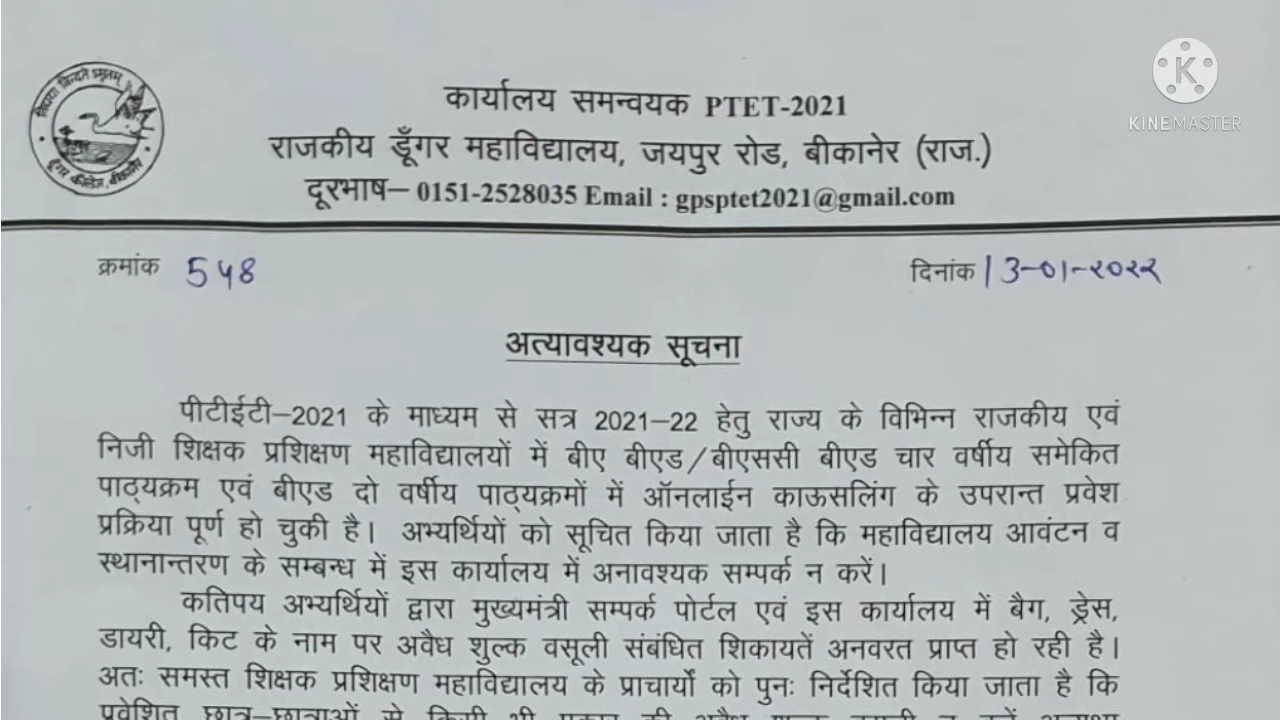 कार्यालय समन्वयक PTET-2021
राजकीय डूँगर महाविद्यालय, जयपुर रोड, बीकानेर (राज.)
दूरभाष– 0151-2528035 Email : gpsptet2021@gmail.com
KINEMASTER
क्रमांक 548
दिनांक 13-01-२०२२
अत्यावश्यक सूचना
पीटीईटी–2021 के माध्यम से सत्र 2021–22 हेतु राज्य के विभिन्न राजकीय एवं
निजी शिक्षक प्रशिक्षण महाविद्यालयों में बीए बीएड/बीएससी बीएड चार वर्षीय समेकित
पाठ्यक्रम एवं बीएड दो वर्षीय पाठ्यक्रमों में ऑनलाईन काऊसलिंग के उपरान्त प्रवेश
प्रक्रिया पूर्ण हो चुकी है। अभ्यर्थियों को सूचित किया जाता है कि महाविद्यालय आवंटन व
स्थानान्तरण के सम्बन्ध में इस कार्यालय में अनावश्यक सम्पर्क न करें।
कतिपय अभ्यर्थियों द्वारा मुख्यमंत्री सम्पर्क पोर्टल एवं इस कार्यालय में बैग, ड्रेस,
डायरी, किट के नाम पर अवैध शुल्क वसूली संबंधित शिकायतें अनवरत प्राप्त हो रही है।
अतः समस्त शिक्षक प्रशिक्षण महाविद्यालय के प्राचार्यो को पुनः निर्देशित किया जाता है कि
प्रवेशित छात्र–छात्राओं से किसी भी प्रकार